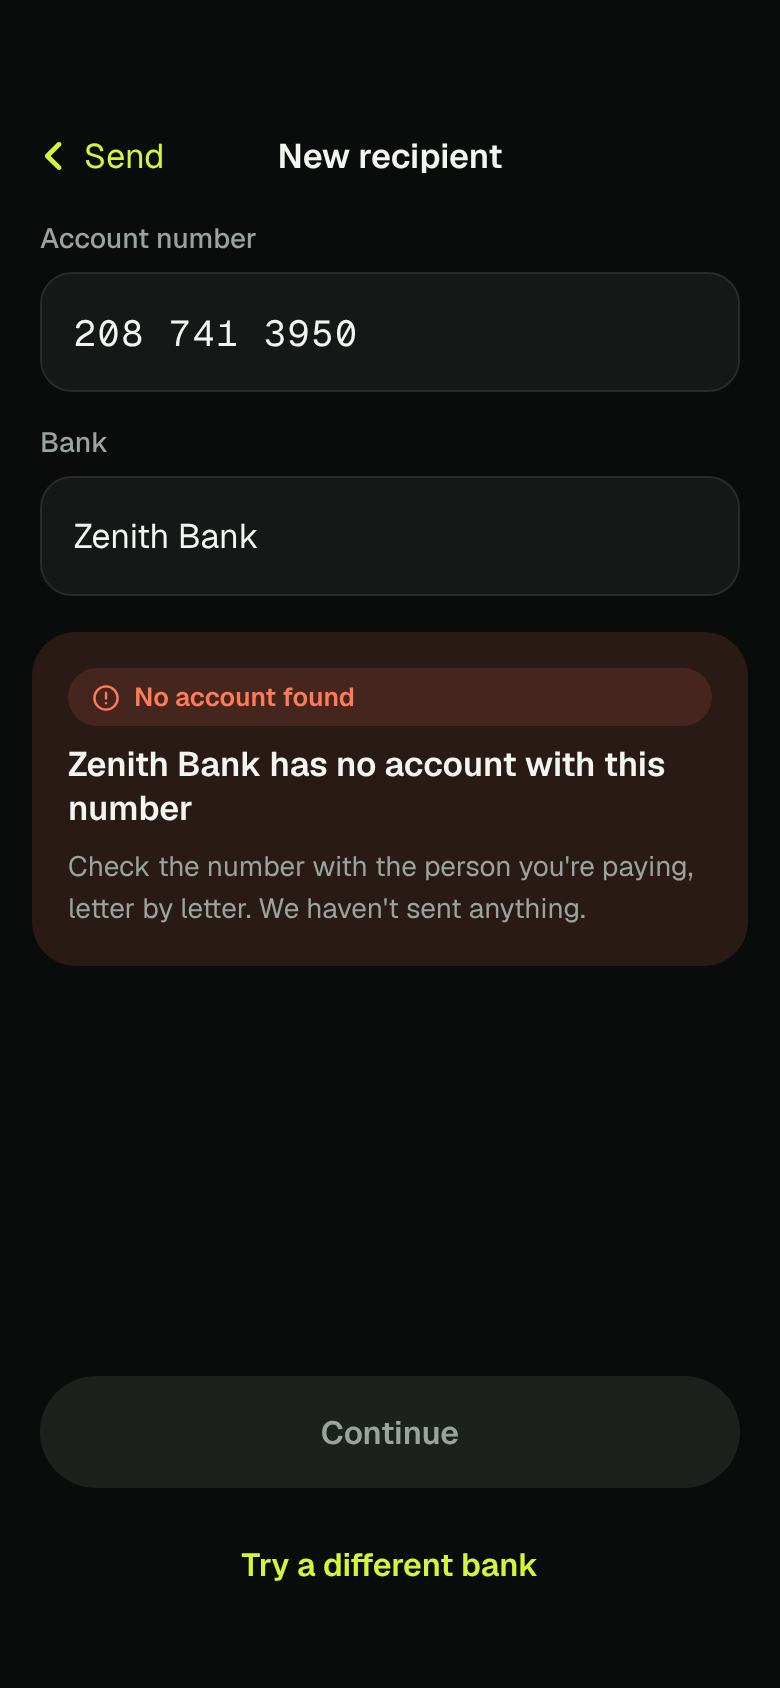 Send
New recipient
Account number
208 741 3950
Bank
Zenith Bank
No account found
Zenith Bank has no account with this
number
Check the number with the person you're paying,
letter by letter. We haven't sent anything.
Continue
Try a different bank